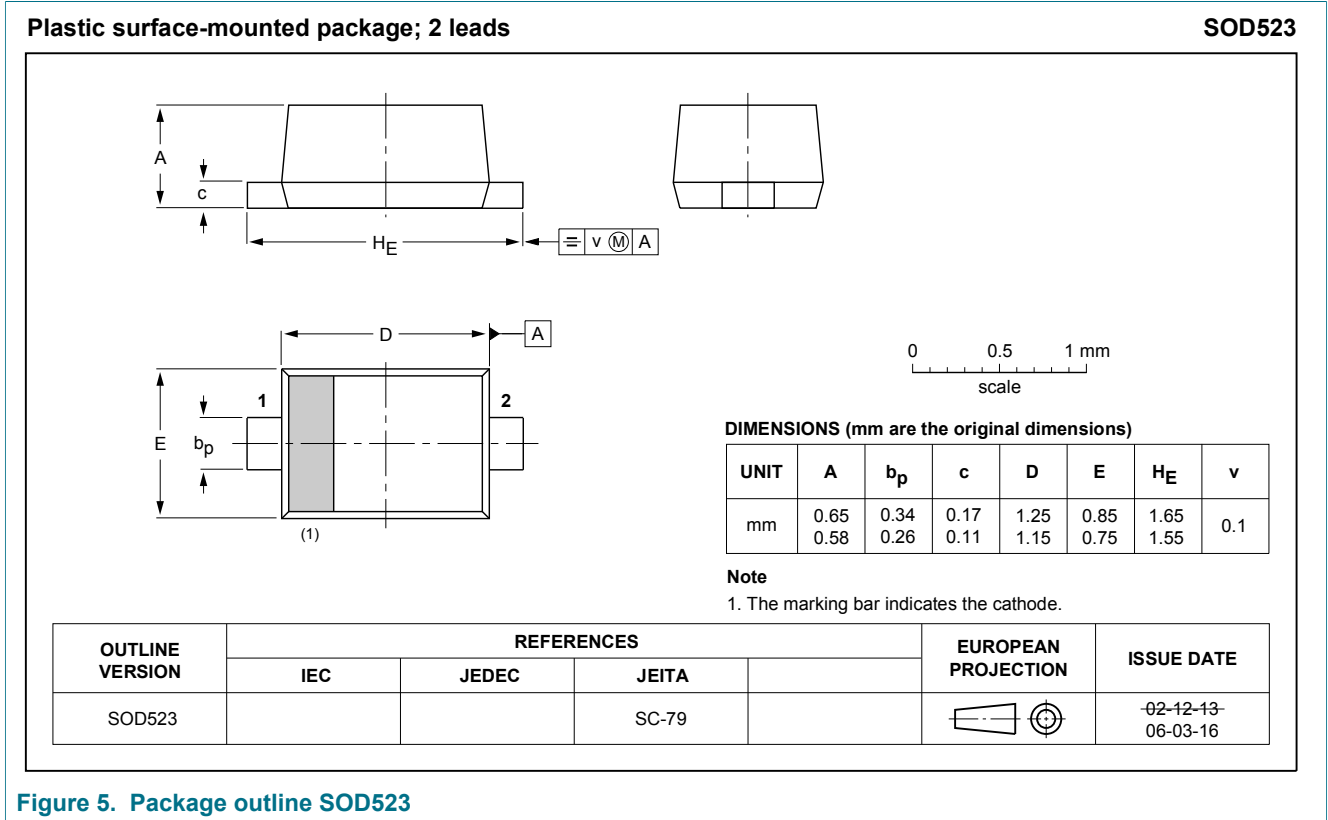 Plastic surface-mounted package; 2 leads SOD523
A
c
HE
v M A
D A
1 2
E bp
(1)
0 0.5 1 mm
scale
DIMENSIONS (mm are the original dimensions)
UNIT A bp c D E HE v
mm 0.65 0.34 0.17 1.25 0.85 1.65 0.1
0.58 0.26 0.11 1.15 0.75 1.55
Note
1. The marking bar indicates the cathode.
OUTLINE VERSION REFERENCES EUROPEAN PROJECTION ISSUE DATE
IEC JEDEC JEITA
SOD523 SC-79 02-12-13
06-03-16
Figure 5. Package outline SOD523